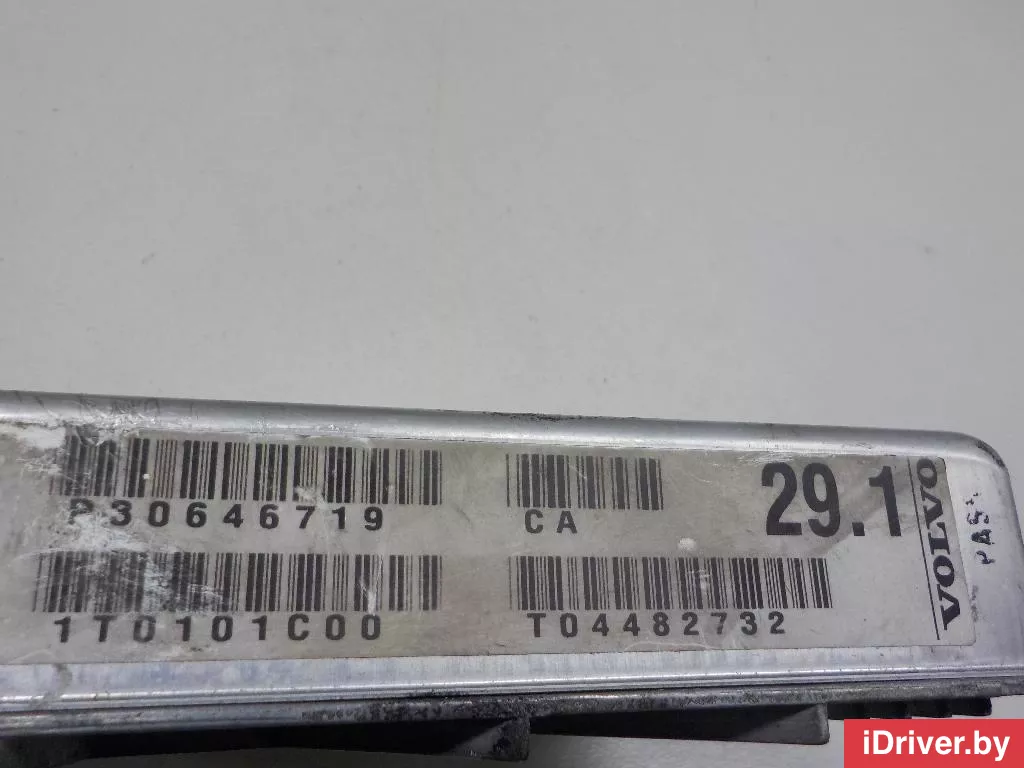 P30646719
CA
29.1
VOLVO
1T0101C00
T04482732
iDriver.by